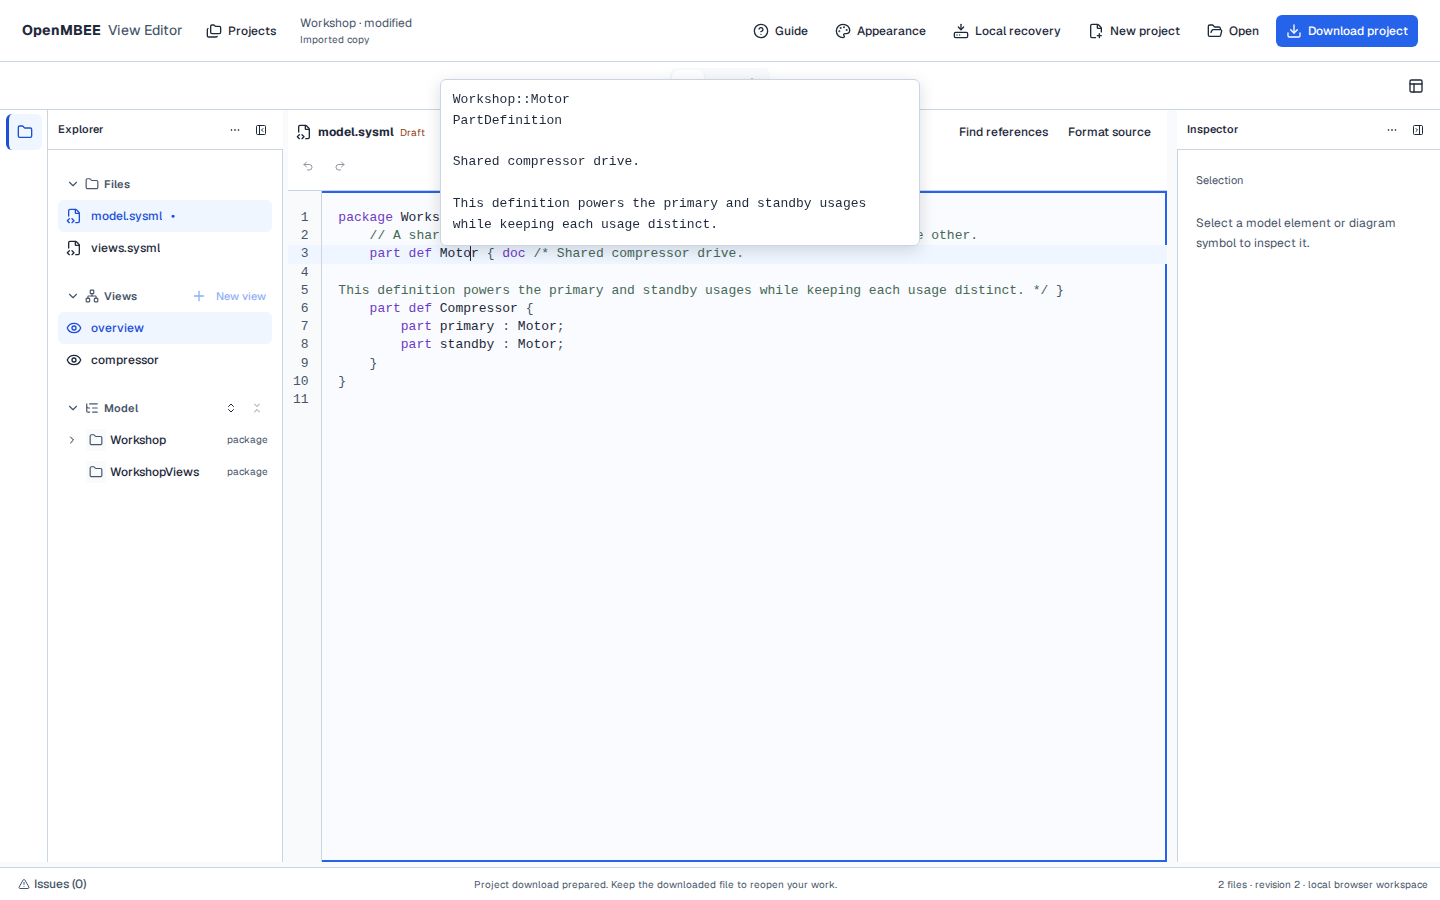 OpenMBEE View Editor
Projects
Workshop · modified
Imported copy
Guide
Appearance
Local recovery
New project
Open
Download project
Explorer
Files
model.sysml •
views.sysml
Views
New view
overview
compressor
Model
Workshop package
WorkshopViews package
model.sysml Draft
Find references
Format source
Workshop::Motor
PartDefinition
Shared compressor drive.
This definition powers the primary and standby usages
while keeping each usage distinct.
1 package Works
2 // A shar e other.
3 part def Motor { doc /* Shared compressor drive.
4
5 This definition powers the primary and standby usages while keeping each usage distinct. */ }
6 part def Compressor {
7 part primary : Motor;
8 part standby : Motor;
9 }
10 }
11
Inspector
Selection
Select a model element or diagram
symbol to inspect it.
Issues (0)
Project download prepared. Keep the downloaded file to reopen your work.
2 files · revision 2 · local browser workspace